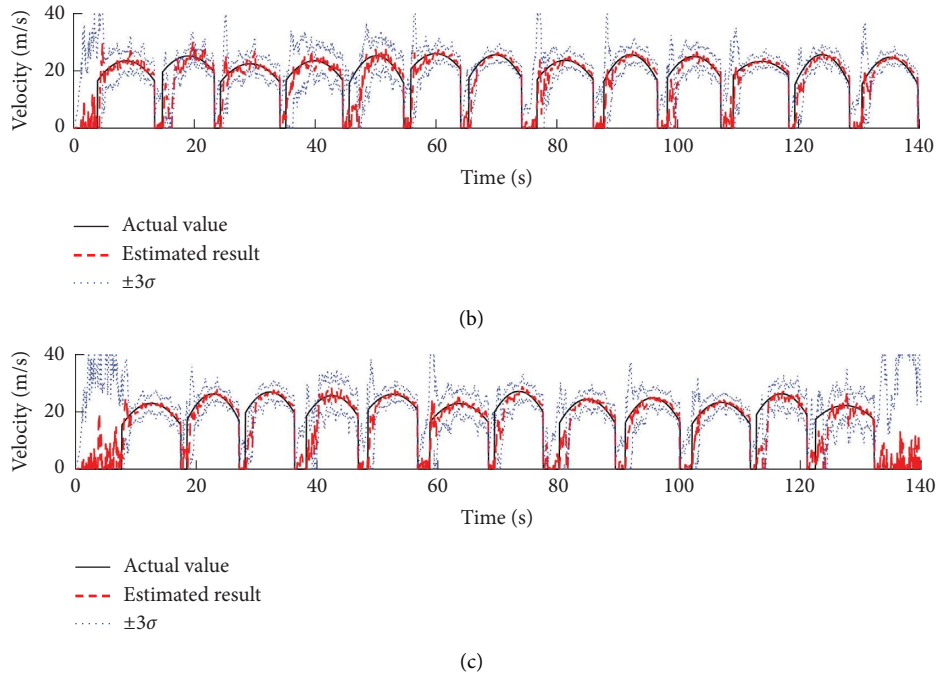 40
20
0
Velocity (m/s)
0 20 40 60 80 100 120 140
Time (s)
Actual value
Estimated result
±3σ
(b)
40
20
0
Velocity (m/s)
0 20 40 60 80 100 120 140
Time (s)
Actual value
Estimated result
±3σ
(c)